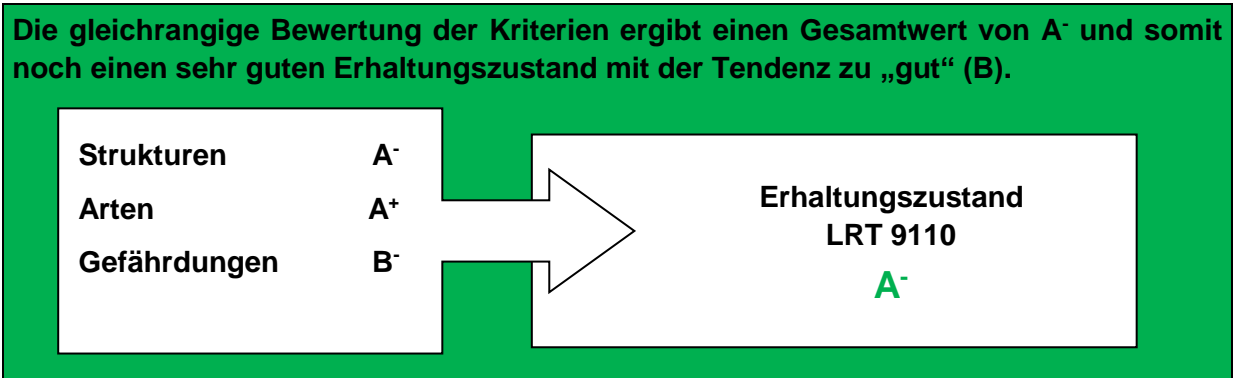 Die gleichrangige Bewertung der Kriterien ergibt einen Gesamtwert von A⁻ und somit
noch einen sehr guten Erhaltungszustand mit der Tendenz zu „gut“ (B).
Strukturen A⁻
Arten A⁺
Gefährdungen B⁻
Erhaltungszustand
LRT 9110
A⁻